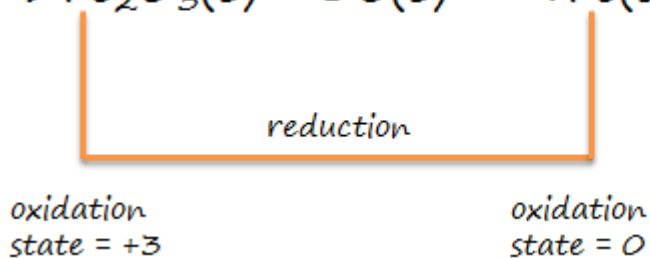 reduction
oxidation oxidation
state = +3 state = 0